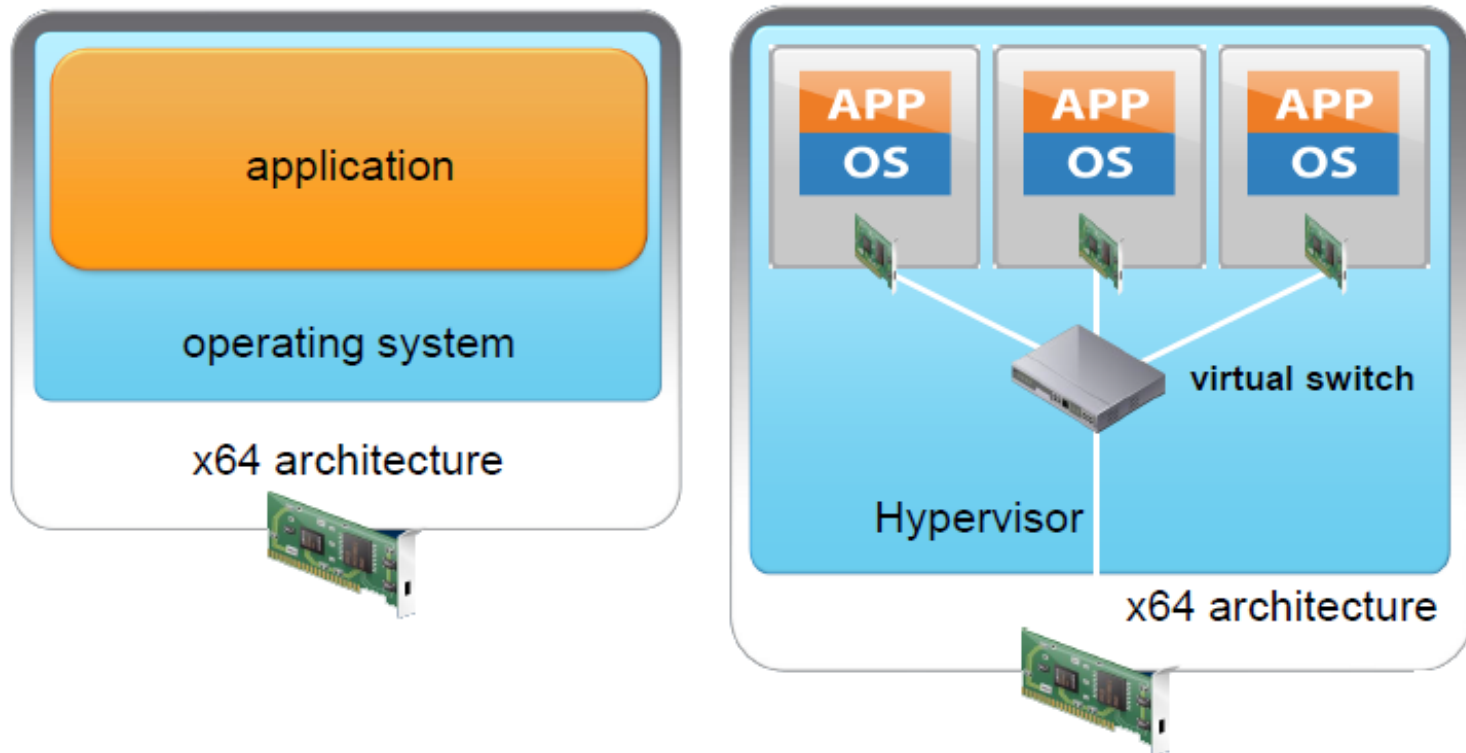 application
operating system
x64 architecture
APP
OS
APP
OS
APP
OS
virtual switch
Hypervisor
x64 architecture